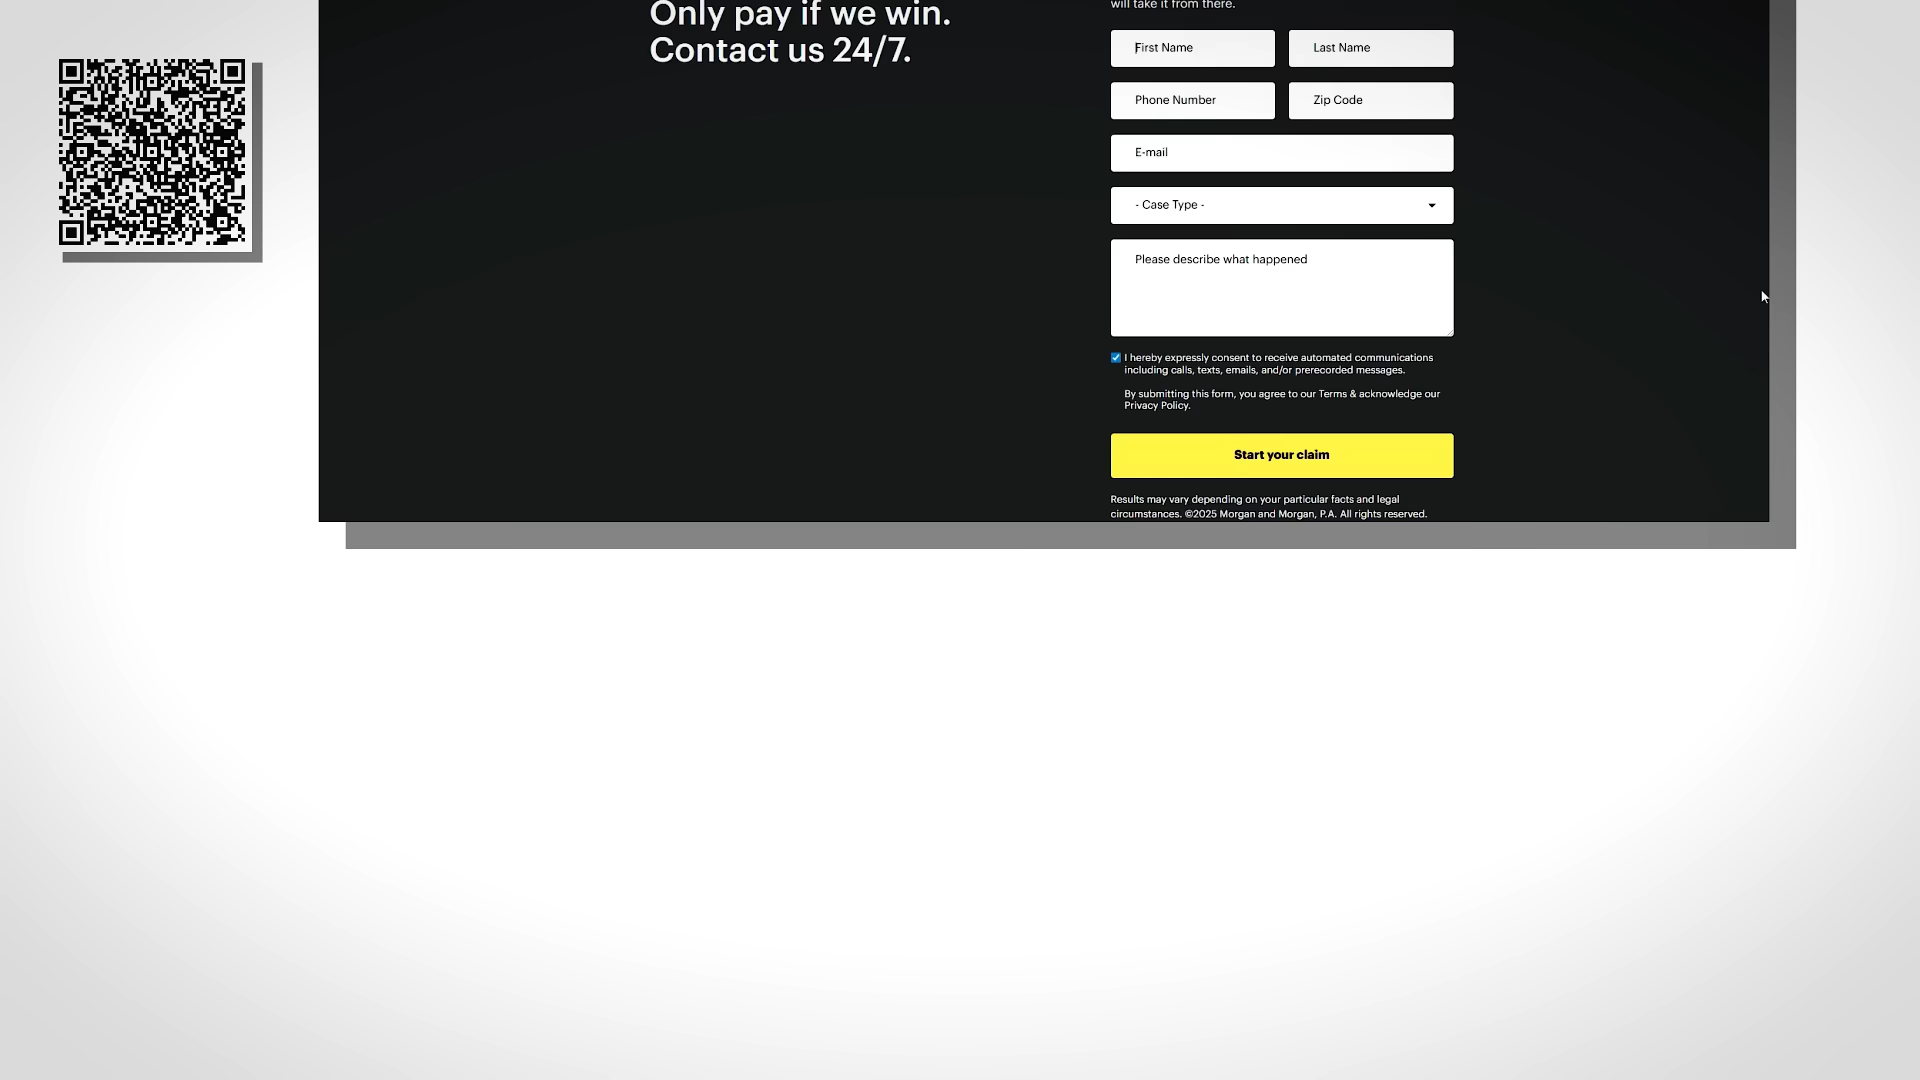 Only pay if we win.
Contact us 24/7.
will take it from there.
First Name
Last Name
Phone Number
Zip Code
E-mail
- Case Type -
Please describe what happened
I hereby expressly consent to receive automated communications
including calls, texts, emails, and/or prerecorded messages.
By submitting this form, you agree to our Terms & acknowledge our
Privacy Policy.
Start your claim
Results may vary depending on your particular facts and legal
circumstances. ©2025 Morgan and Morgan, P.A. All rights reserved.